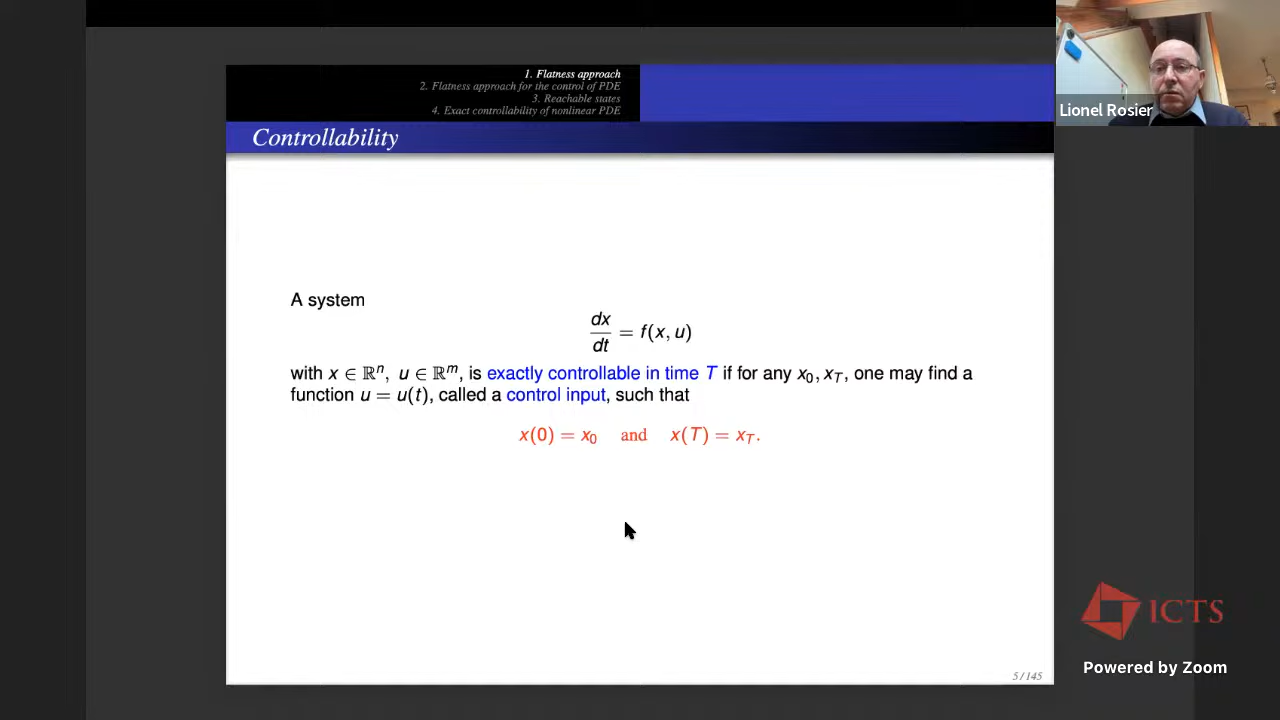 1. Flatness approach
2. Flatness approach for the control of PDE
3. Reachable states
4. Exact controllability of nonlinear PDE
Lionel Rosier
Controllability
A system
dx/dt = f(x, u)
with x ∈ ℝⁿ, u ∈ ℝᵐ, is exactly controllable in time T if for any x₀, x_T, one may find a
function u = u(t), called a control input, such that
x(0) = x₀ and x(T) = x_T.
ICTS
Powered by Zoom
5 / 145